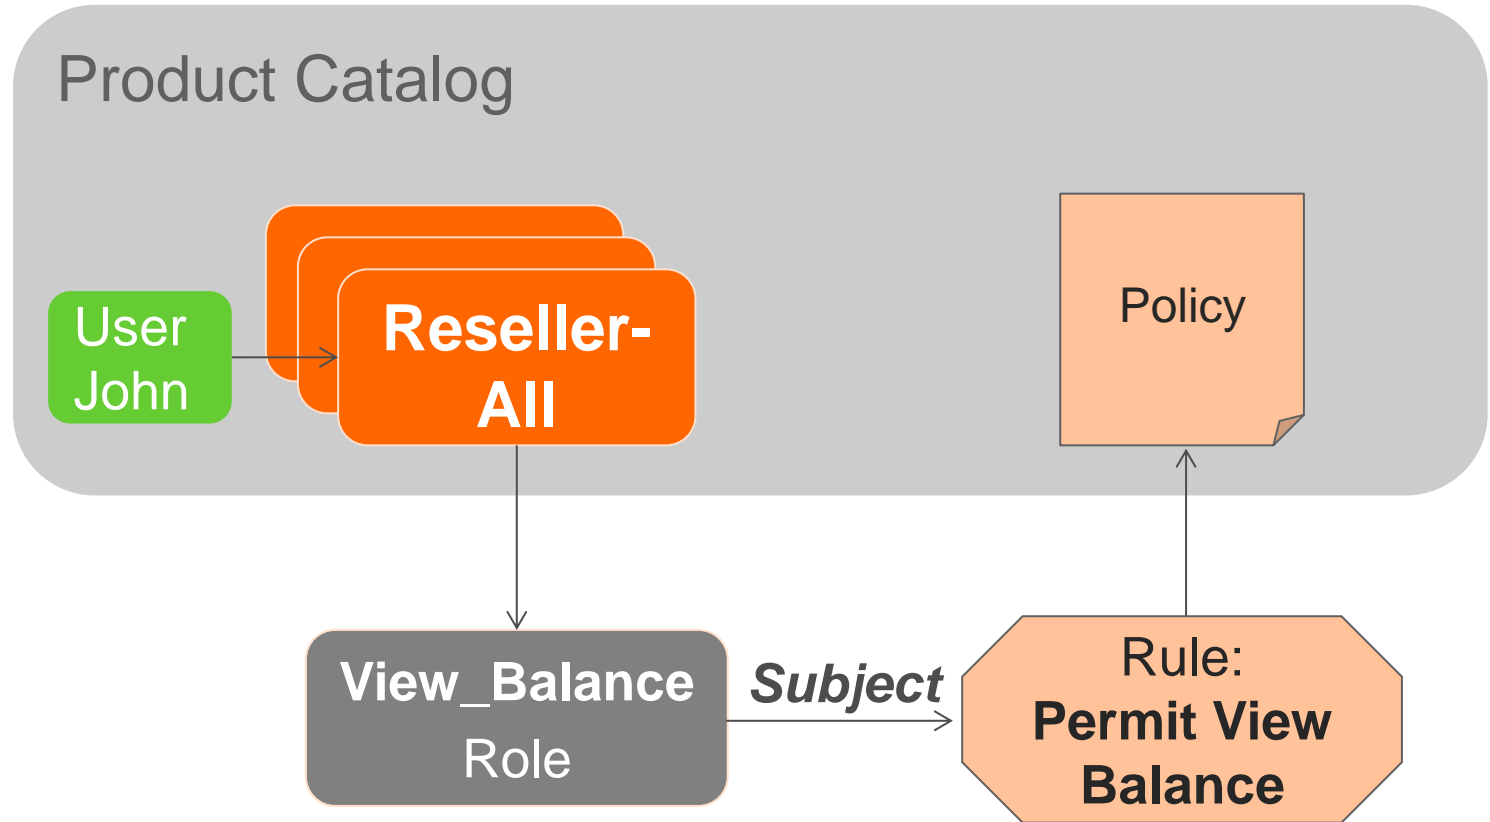 Product Catalog
User
John
Reseller-
All
Policy
View_Balance
Role
Subject
Rule:
Permit View
Balance